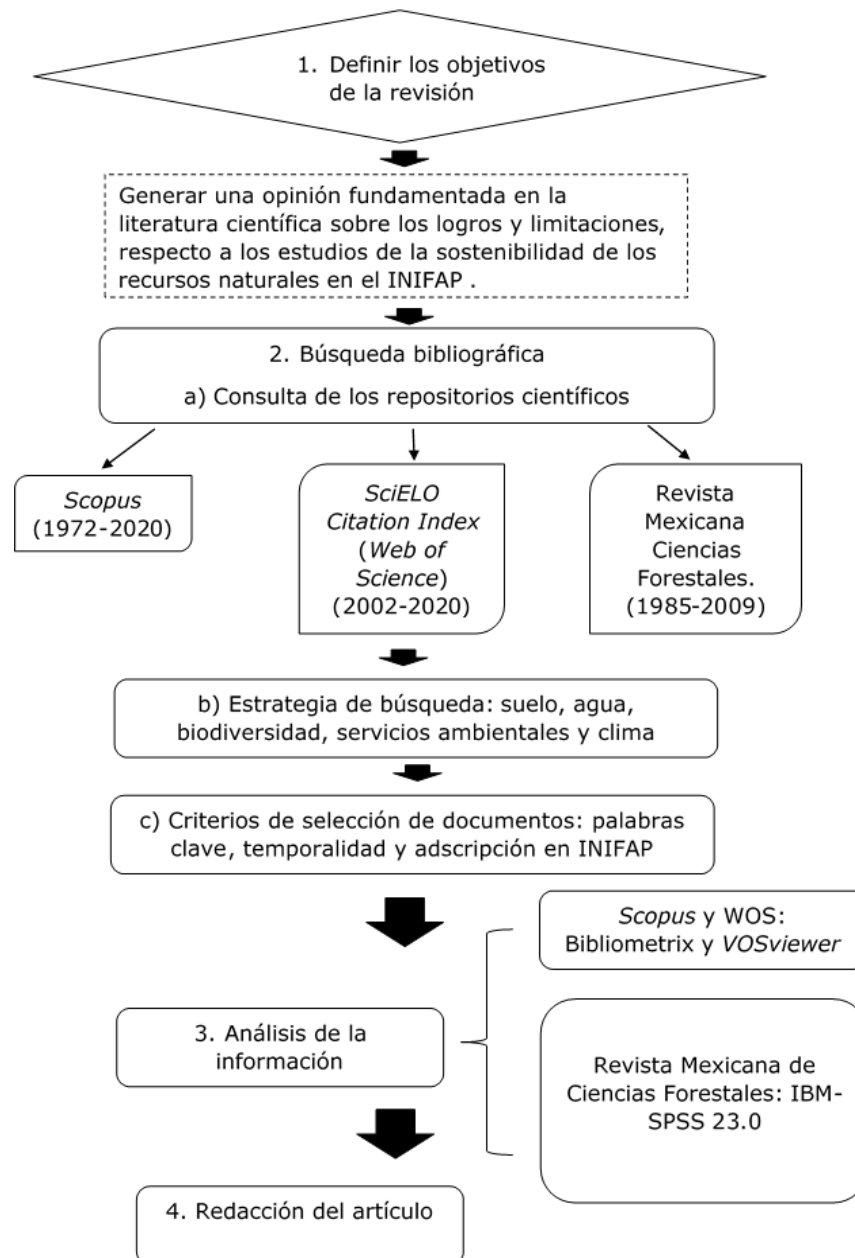 1. Definir los objetivos
de la revisión
Generar una opinión fundamentada en la
literatura científica sobre los logros y limitaciones,
respecto a los estudios de la sostenibilidad de los
recursos naturales en el INIFAP .
2. Búsqueda bibliográfica
a) Consulta de los repositorios científicos
Scopus
(1972-2020)
SciELO
Citation Index
(Web of
Science)
(2002-2020)
Revista
Mexicana
Ciencias
Forestales.
(1985-2009)
b) Estrategia de búsqueda: suelo, agua,
biodiversidad, servicios ambientales y clima
c) Criterios de selección de documentos: palabras
clave, temporalidad y adscripción en INIFAP
Scopus y WOS:
Bibliometrix y VOSviewer
3. Análisis de la
información
Revista Mexicana de
Ciencias Forestales: IBM-
SPSS 23.0
4. Redacción del artículo